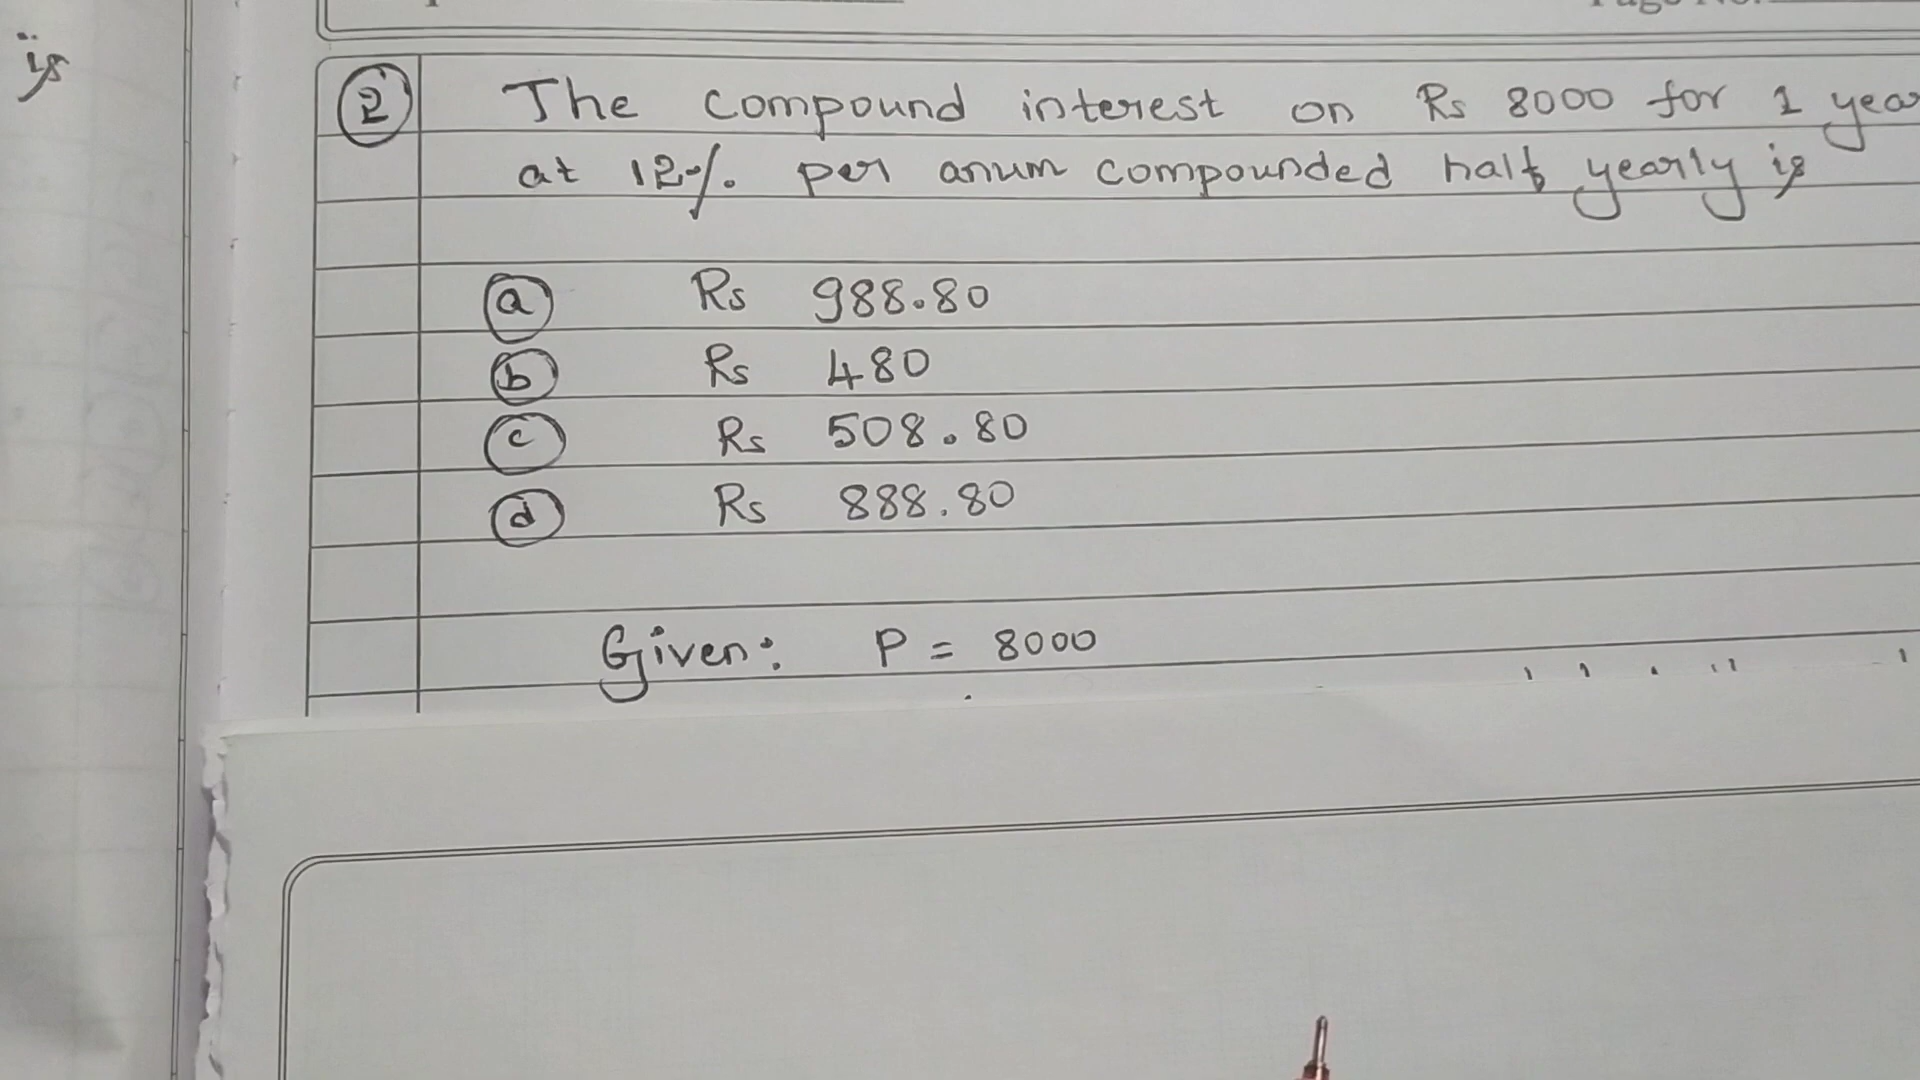 is
② The compound interest on Rs 8000 for 1 year
at 12% per anum compounded half yearly is
ⓐ Rs 988.80
ⓑ Rs 480
ⓒ Rs 508.80
ⓓ Rs 888.80
Given: P = 8000